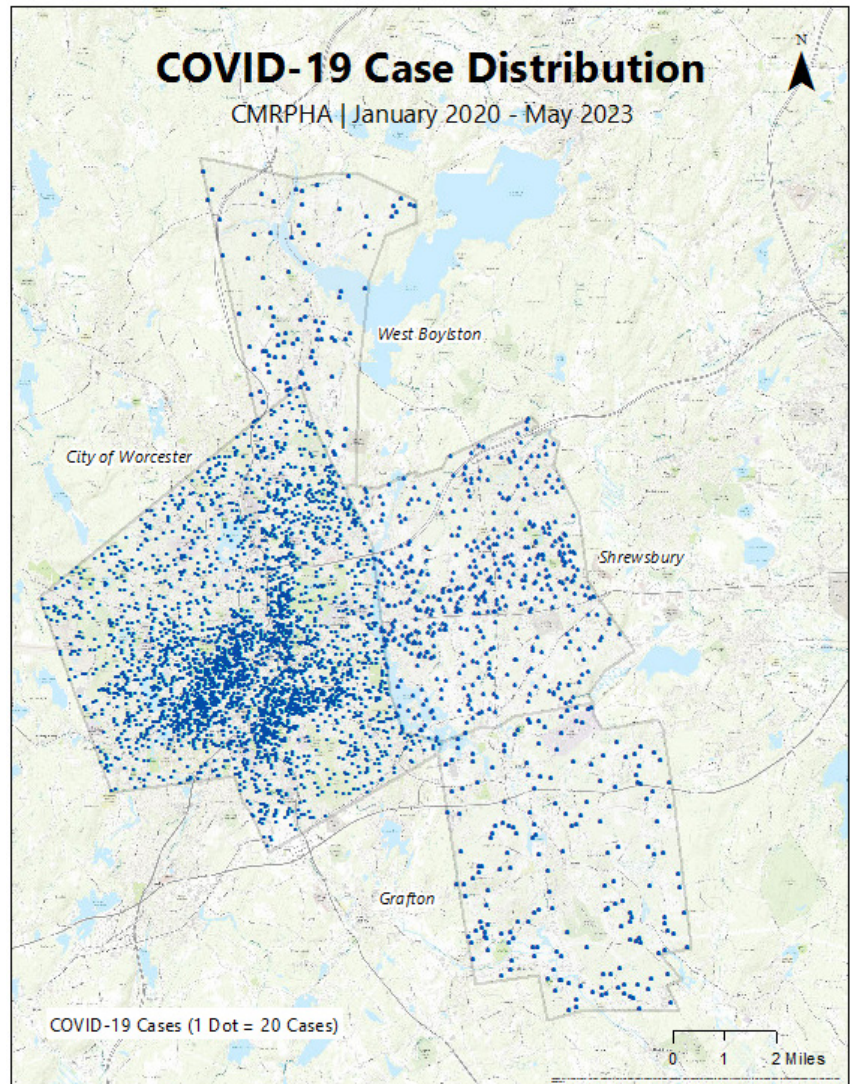 COVID-19 Case Distribution
N
CMRPHA | January 2020 - May 2023
West Boylston
City of Worcester
Shrewsbury
Grafton
COVID-19 Cases (1 Dot = 20 Cases)
0 1 2 Miles